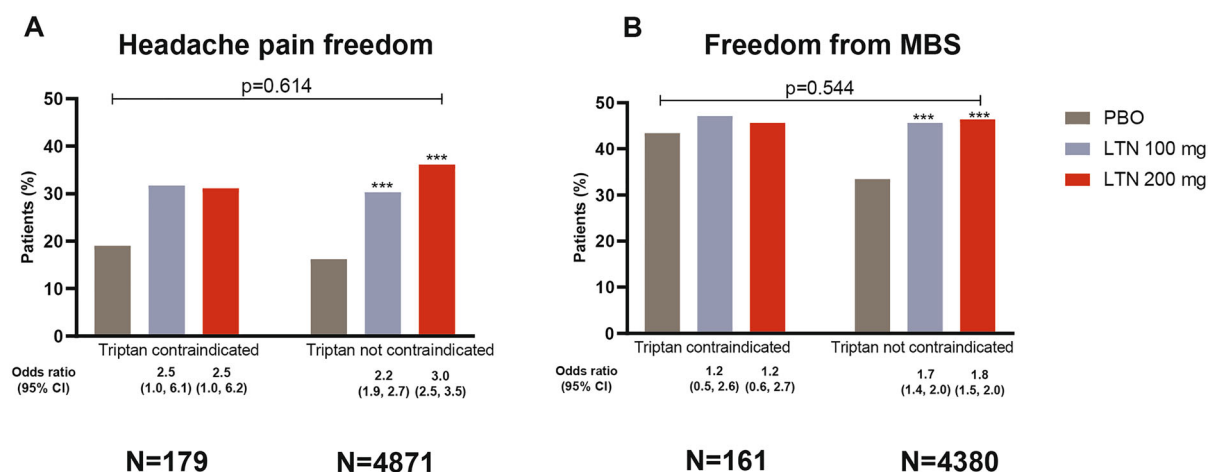 A
Headache pain freedom
p=0.614
50
40
30
20
10
0
Patients (%)
***
***
Triptan contraindicated
Triptan not contraindicated
Odds ratio
(95% CI)
2.5
(1.0, 6.1)
2.5
(1.0, 6.2)
2.2
(1.9, 2.7)
3.0
(2.5, 3.5)
N=179
N=4871
B
Freedom from MBS
p=0.544
50
40
30
20
10
0
Patients (%)
***
***
Triptan contraindicated
Triptan not contraindicated
Odds ratio
(95% CI)
1.2
(0.5, 2.6)
1.2
(0.6, 2.7)
1.7
(1.4, 2.0)
1.8
(1.5, 2.0)
N=161
N=4380
PBO
LTN 100 mg
LTN 200 mg